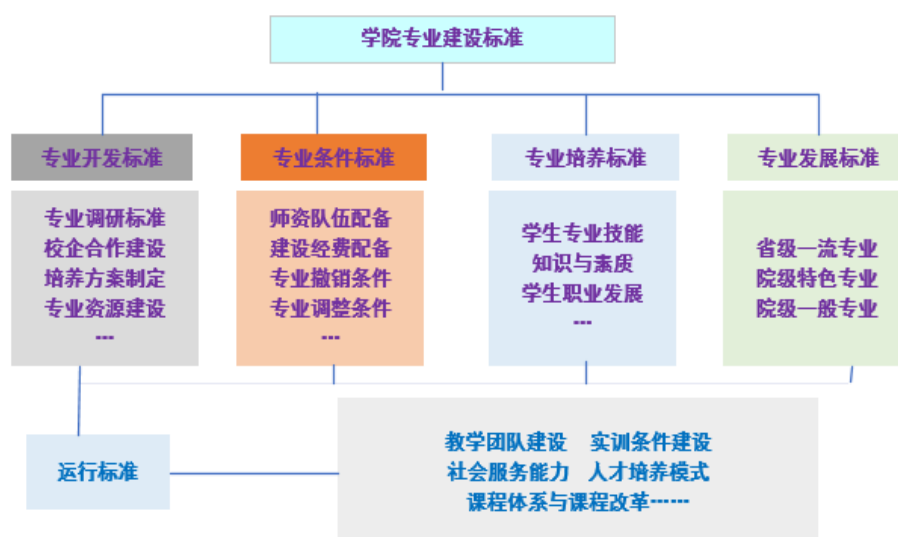 学院专业建设标准
专业开发标准
专业条件标准
专业培养标准
专业发展标准
专业调研标准
校企合作建设
培养方案制定
专业资源建设
…
师资队伍配备
建设经费配备
专业撤销条件
专业调整条件
…
学生专业技能
知识与素质
学生职业发展
…
省级一流专业
院级特色专业
院级一般专业
运行标准
教学团队建设 实训条件建设
社会服务能力 人才培养模式
课程体系与课程改革……